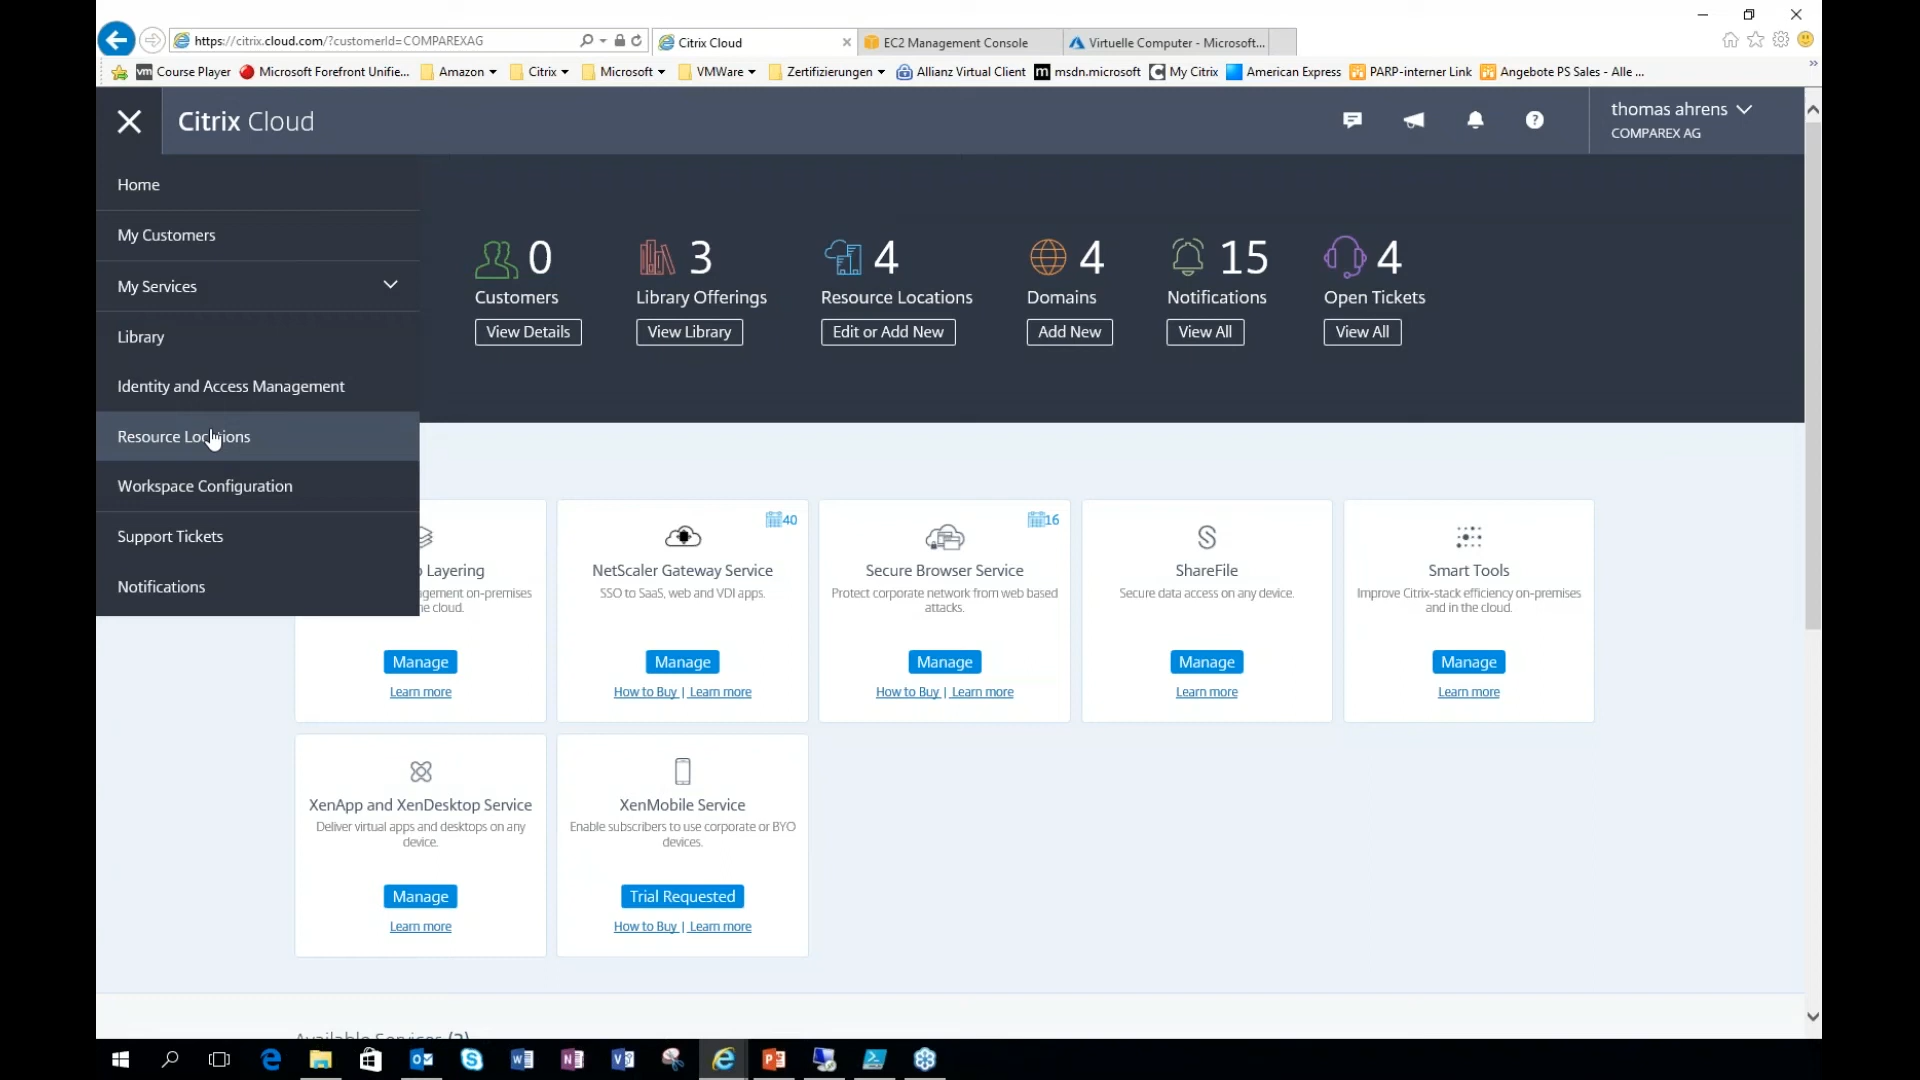 https://citrix.cloud.com/?customerId=COMPAREXAG
Citrix Cloud
EC2 Management Console
Virtuelle Computer - Microsoft...
vm Course Player
Microsoft Forefront Unifie...
Amazon
Citrix
Microsoft
VMWare
Zertifizierungen
Allianz Virtual Client
m msdn.microsoft
My Citrix
American Express
PARP-interner Link
Angebote PS Sales - Alle ...
Citrix Cloud
thomas ahrens
COMPAREX AG
Home
My Customers
My Services
Library
Identity and Access Management
Resource Locations
Workspace Configuration
Support Tickets
Notifications
0
Customers
View Details
3
Library Offerings
View Library
4
Resource Locations
Edit or Add New
4
Domains
Add New
15
Notifications
View All
4
Open Tickets
View All
Layering
gement on-premises
e cloud.
Manage
Learn more
40
NetScaler Gateway Service
SSO to SaaS, web and VDI apps.
Manage
How to Buy | Learn more
16
Secure Browser Service
Protect corporate network from web based
attacks.
Manage
How to Buy | Learn more
ShareFile
Secure data access on any device.
Manage
Learn more
Smart Tools
Improve Citrix-stack efficiency on-premises
and in the cloud.
Manage
Learn more
XenApp and XenDesktop Service
Deliver virtual apps and desktops on any
device.
Manage
Learn more
XenMobile Service
Enable subscribers to use corporate or BYO
devices.
Trial Requested
How to Buy | Learn more
Available Services (2)